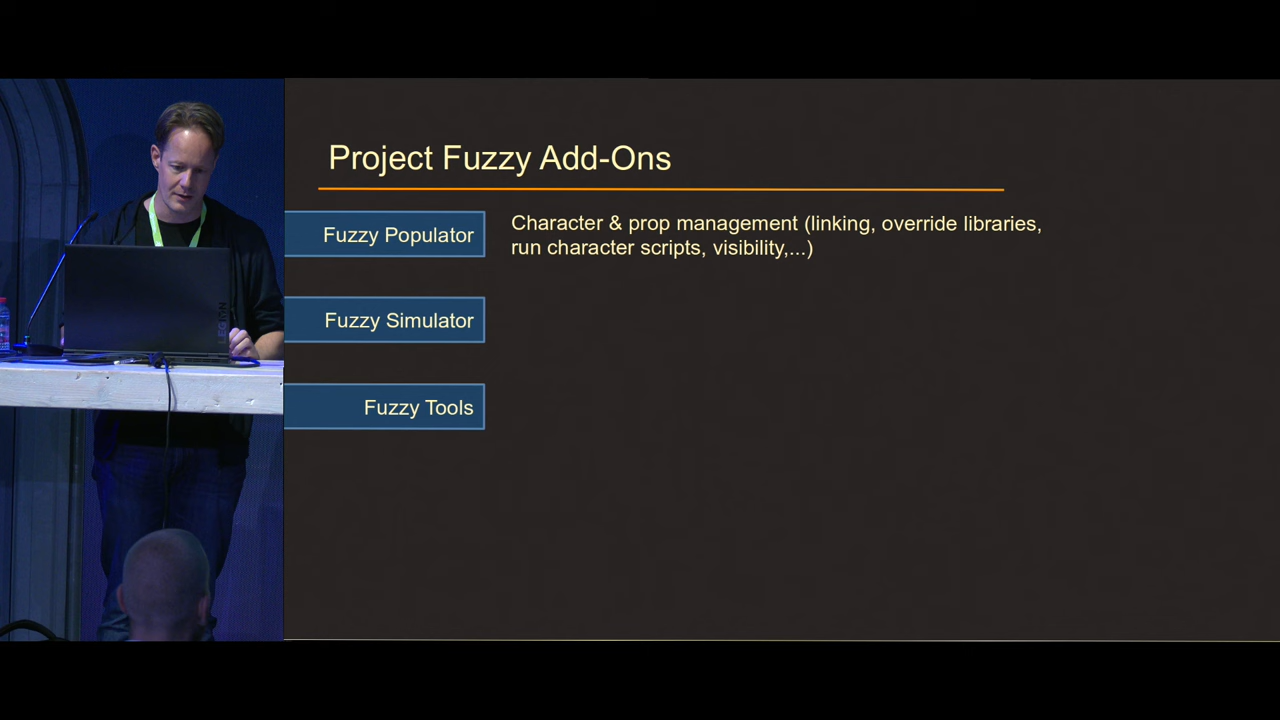 Project Fuzzy Add-Ons
Fuzzy Populator
Character & prop management (linking, override libraries,
run character scripts, visibility,...)
Fuzzy Simulator
Fuzzy Tools
LEGION